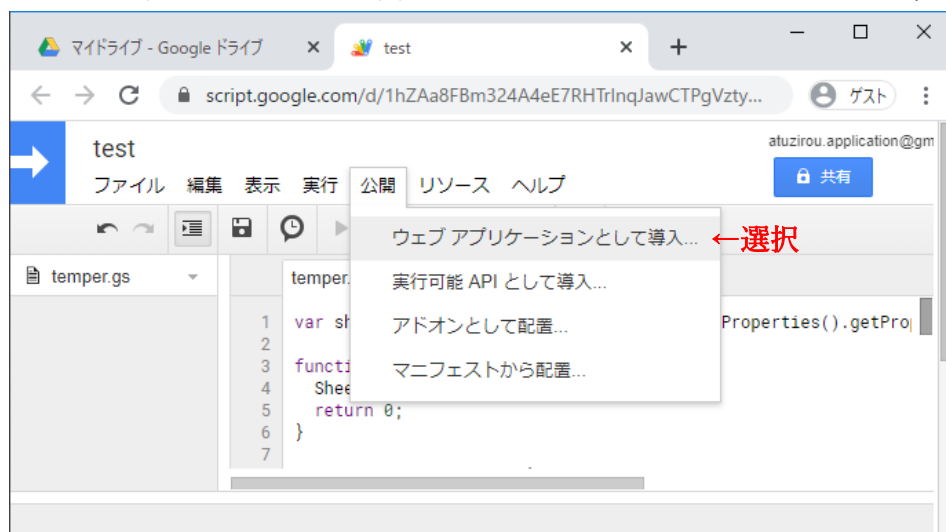 マイドライブ - Google ドライブ
test
script.google.com/d/1hZAa8FBm324A4eE7RHTrlnqJawCTPgVzty...
ゲスト
test
atuzirou.application@gm
ファイル 編集 表示 実行 公開 リソース ヘルプ
共有
ウェブ アプリケーションとして導入...
←選択
temper.gs
temper.
実行可能 API として導入...
アドオンとして配置...
マニフェストから配置...
1 var sh Properties().getPro
2
3 functi
4 Shee
5 return 0;
6 }
7